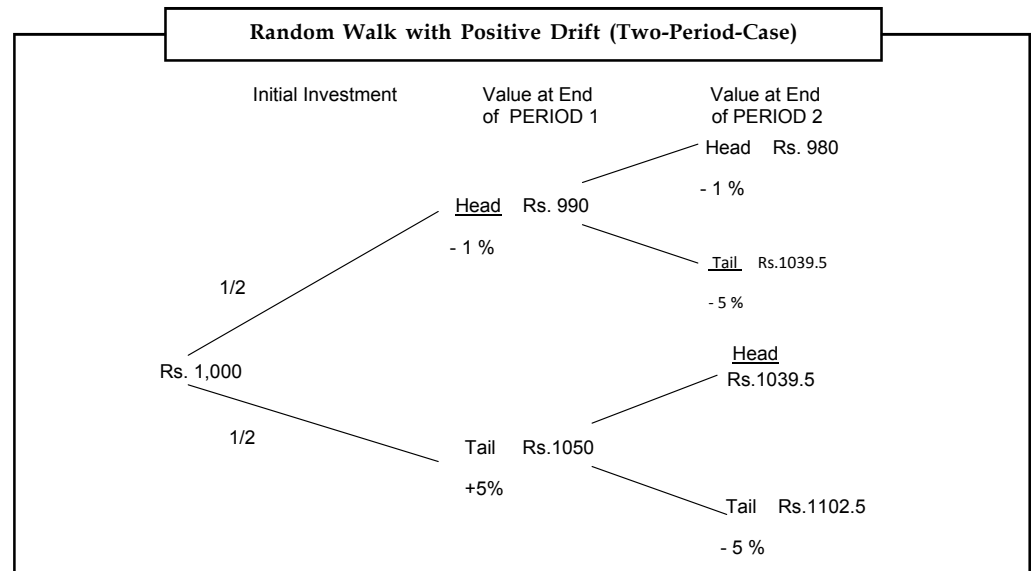 Random Walk with Positive Drift (Two-Period-Case)
Initial Investment
Value at End
of PERIOD 1
Value at End
of PERIOD 2
Head Rs. 980
- 1 %
Head Rs. 990
- 1 %
Tail Rs.1039.5
- 5 %
1/2
Rs. 1,000
Head
Rs.1039.5
1/2
Tail Rs.1050
+5%
Tail Rs.1102.5
- 5 %